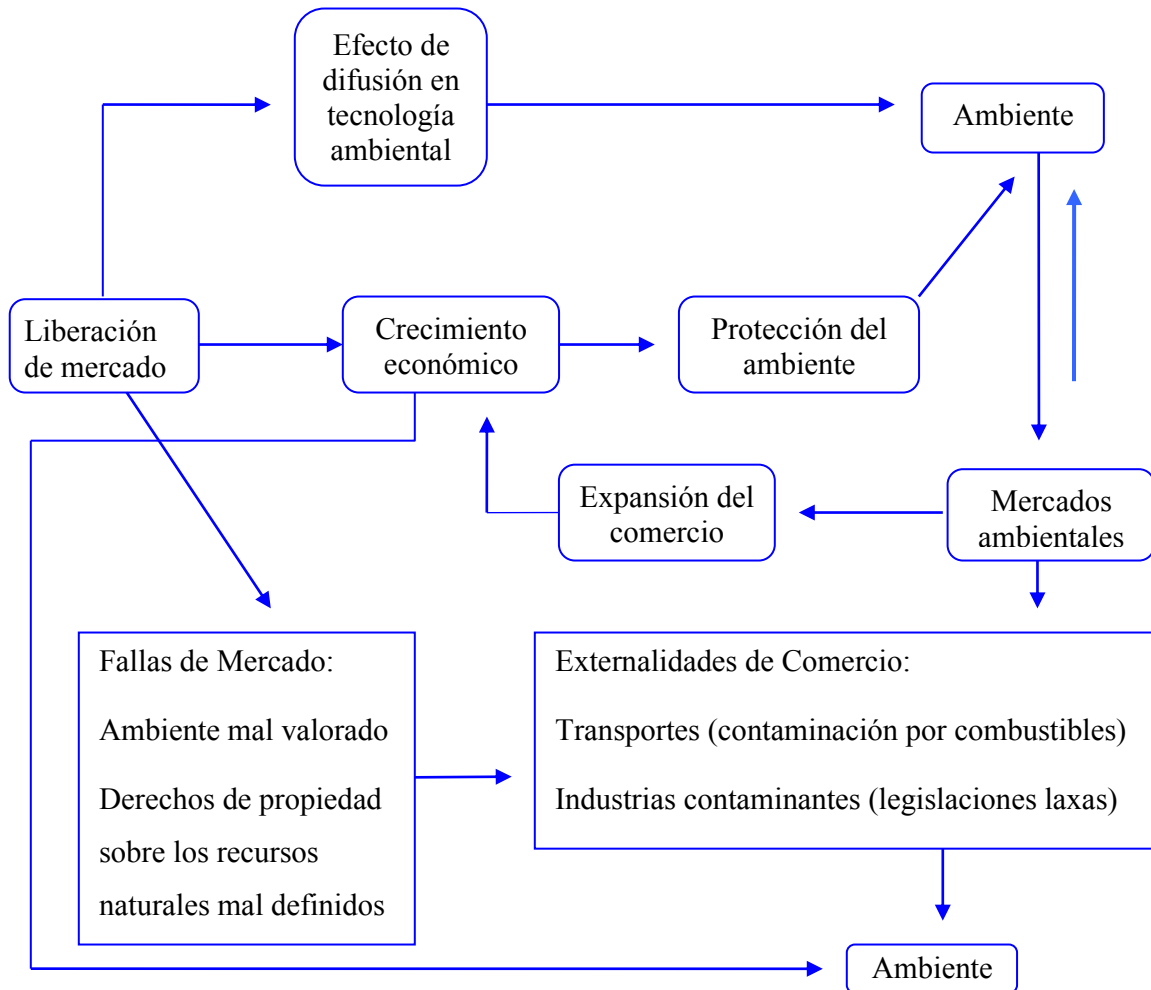 Efecto de
difusión en
tecnología
ambiental
Ambiente
Liberación
de mercado
Crecimiento
económico
Protección del
ambiente
Expansión del
comercio
Mercados
ambientales
Fallas de Mercado:
Ambiente mal valorado
Derechos de propiedad
sobre los recursos
naturales mal definidos
Externalidades de Comercio:
Transportes (contaminación por combustibles)
Industrias contaminantes (legislaciones laxas)
Ambiente